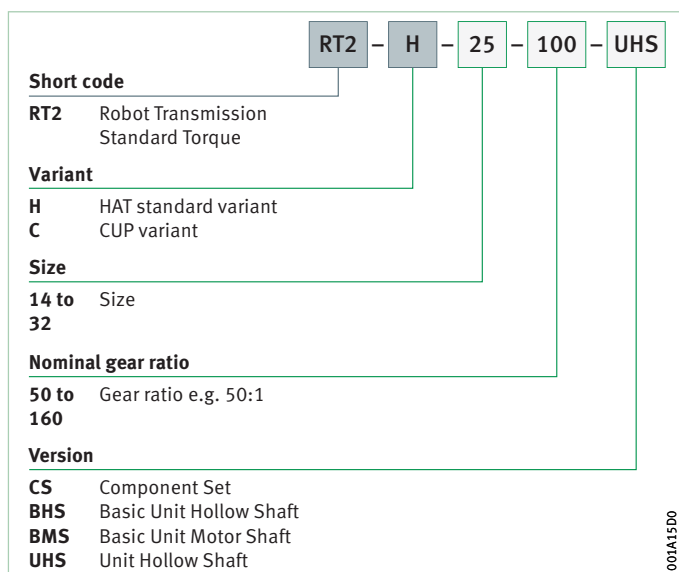 RT2 – H – 25 – 100 – UHS
Short code
RT2 Robot Transmission
Standard Torque
Variant
H HAT standard variant
C CUP variant
Size
14 to Size
32
Nominal gear ratio
50 to Gear ratio e.g. 50:1
160
Version
CS Component Set
BHS Basic Unit Hollow Shaft
BMS Basic Unit Motor Shaft
UHS Unit Hollow Shaft
001A15D0